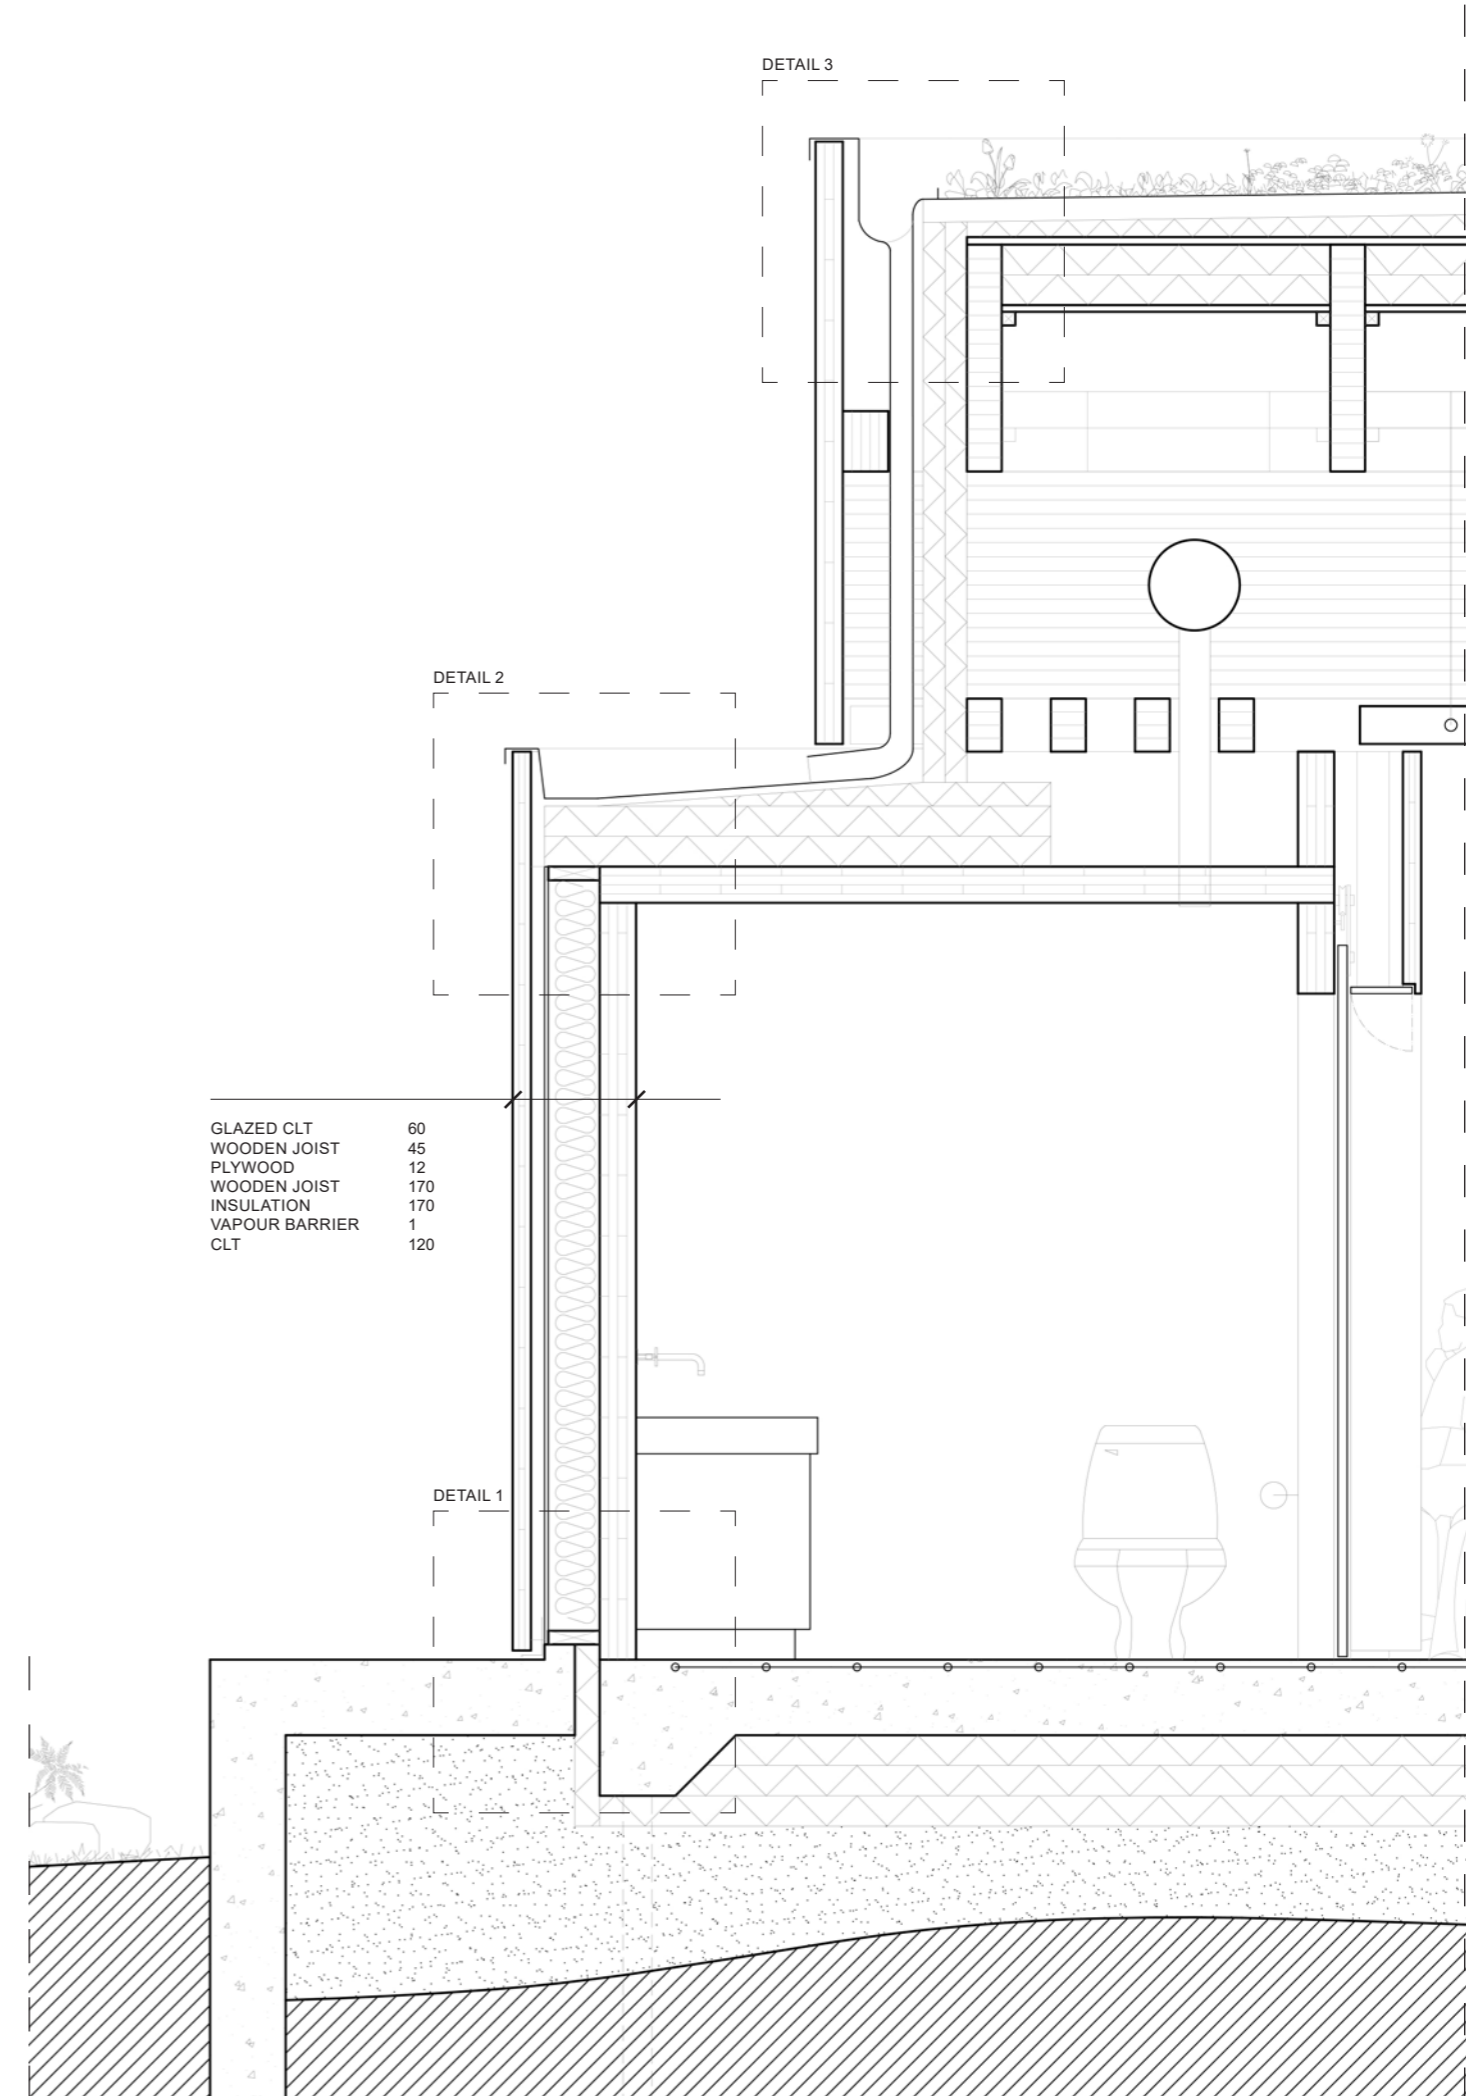 DETAIL 3
DETAIL 2
GLAZED CLT 60
WOODEN JOIST 45
PLYWOOD 12
WOODEN JOIST 170
INSULATION 170
VAPOUR BARRIER 1
CLT 120
DETAIL 1